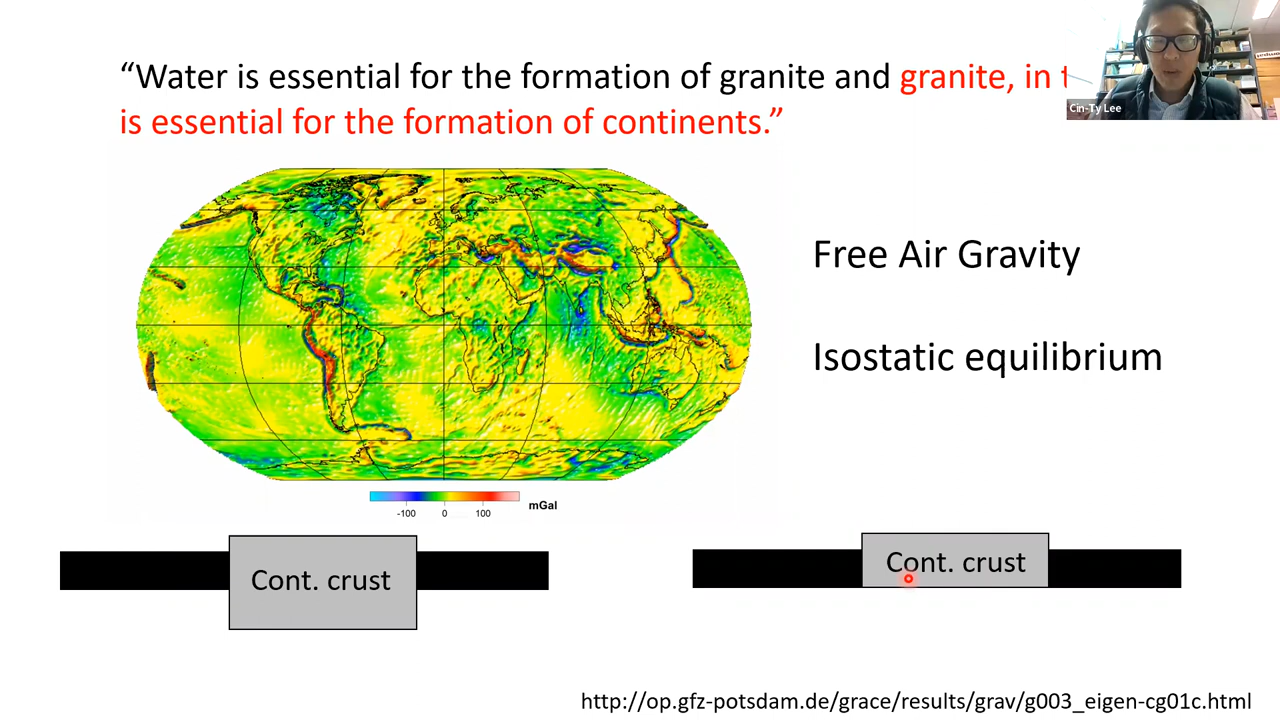 “Water is essential for the formation of granite and granite, in
is essential for the formation of continents.”
Cin-Ty Lee
Free Air Gravity
Isostatic equilibrium
-100 0 100 mGal
Cont. crust
Cont. crust
http://op.gfz-potsdam.de/grace/results/grav/g003_eigen-cg01c.html